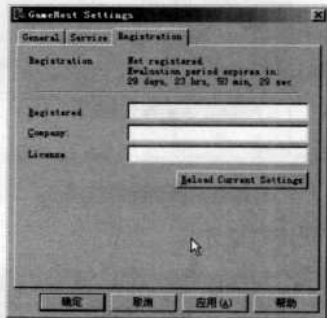 GameHost Settings
General Service Registration
Registration Not registered
Evaluation period expires in:
29 days, 23 hrs, 50 min, 29 sec
Registered
Company:
License
Reload Current Settings
确定 取消 应用(A) 帮助